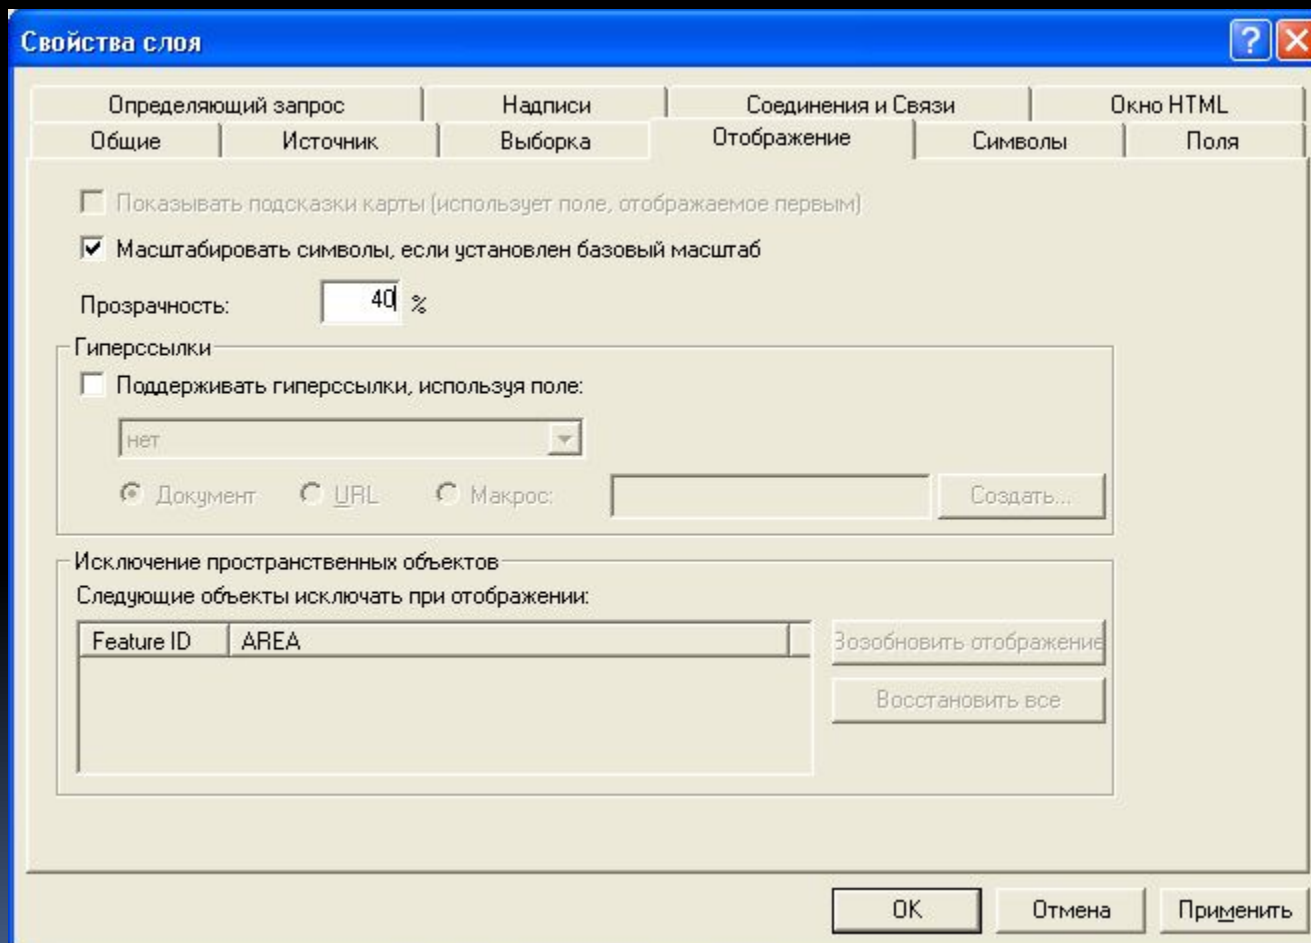 Свойства слоя
Определяющий запрос Надписи Соединения и Связи Окно HTML
Общие Источник Выборка Отображение Символы Поля
Показывать подсказки карты (использует поле, отображаемое первым)
Масштабировать символы, если установлен базовый масштаб
Прозрачность: 40 %
Гиперссылки
Поддерживать гиперссылки, используя поле:
нет
Документ URL Макрос: Создать...
Исключение пространственных объектов
Следующие объекты исключать при отображении:
Feature ID AREA
Возобновить отображение
Восстановить все
OK Отмена Применить